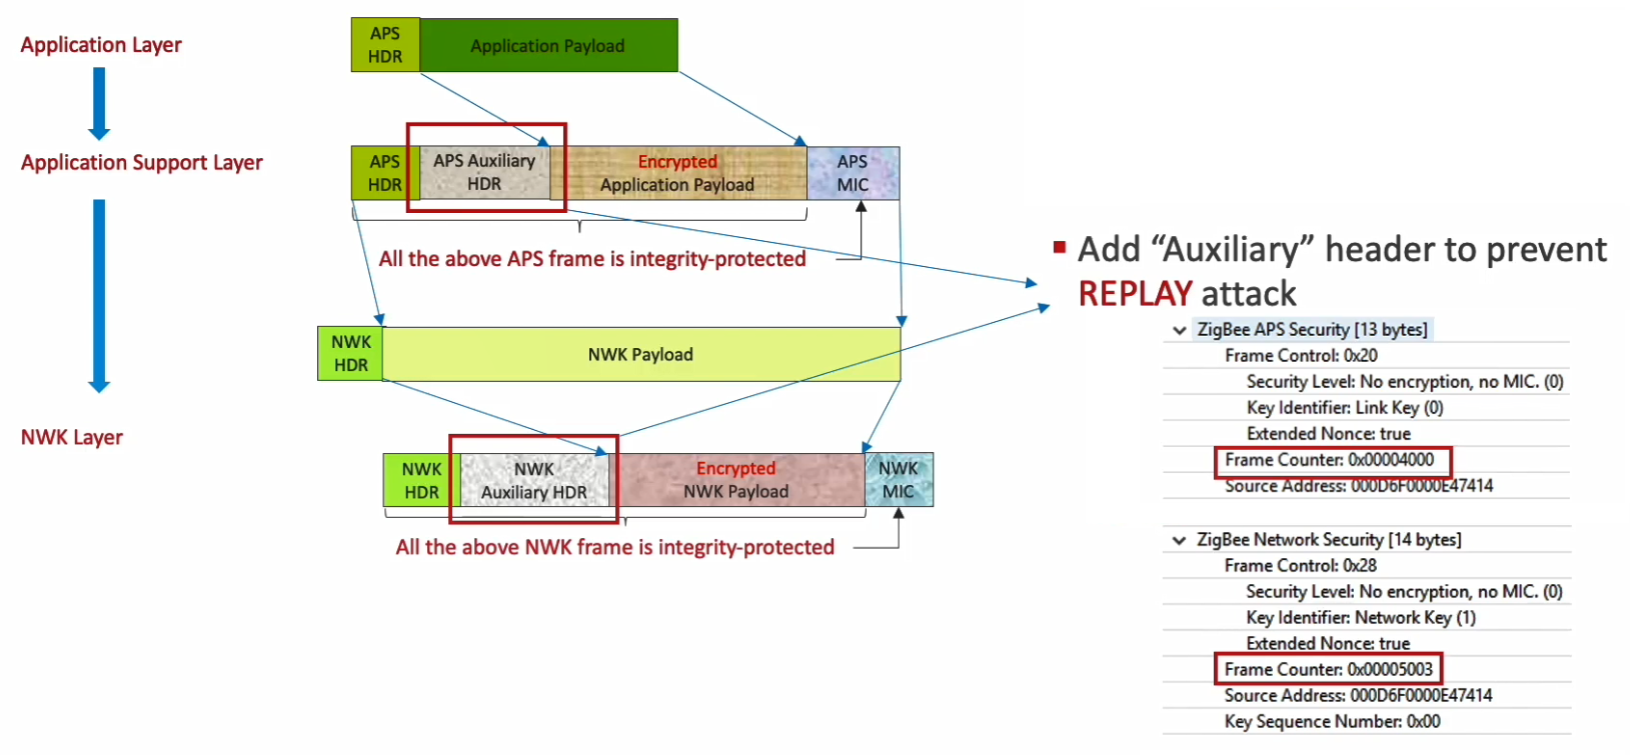 Application Layer
APS
HDR
Application Payload
Application Support Layer
APS
HDR
APS Auxiliary
HDR
Encrypted
Application Payload
APS
MIC
All the above APS frame is integrity-protected
NWK
HDR
NWK Payload
NWK Layer
NWK
HDR
NWK
Auxiliary HDR
Encrypted
NWK Payload
NWK
MIC
All the above NWK frame is integrity-protected
Add “Auxiliary” header to prevent
REPLAY attack
ZigBee APS Security [13 bytes]
Frame Control: 0x20
Security Level: No encryption, no MIC. (0)
Key Identifier: Link Key (0)
Extended Nonce: true
Frame Counter: 0x00004000
Source Address: 000D6F0000E47414
ZigBee Network Security [14 bytes]
Frame Control: 0x28
Security Level: No encryption, no MIC. (0)
Key Identifier: Network Key (1)
Extended Nonce: true
Frame Counter: 0x00005003
Source Address: 000D6F0000E47414
Key Sequence Number: 0x00